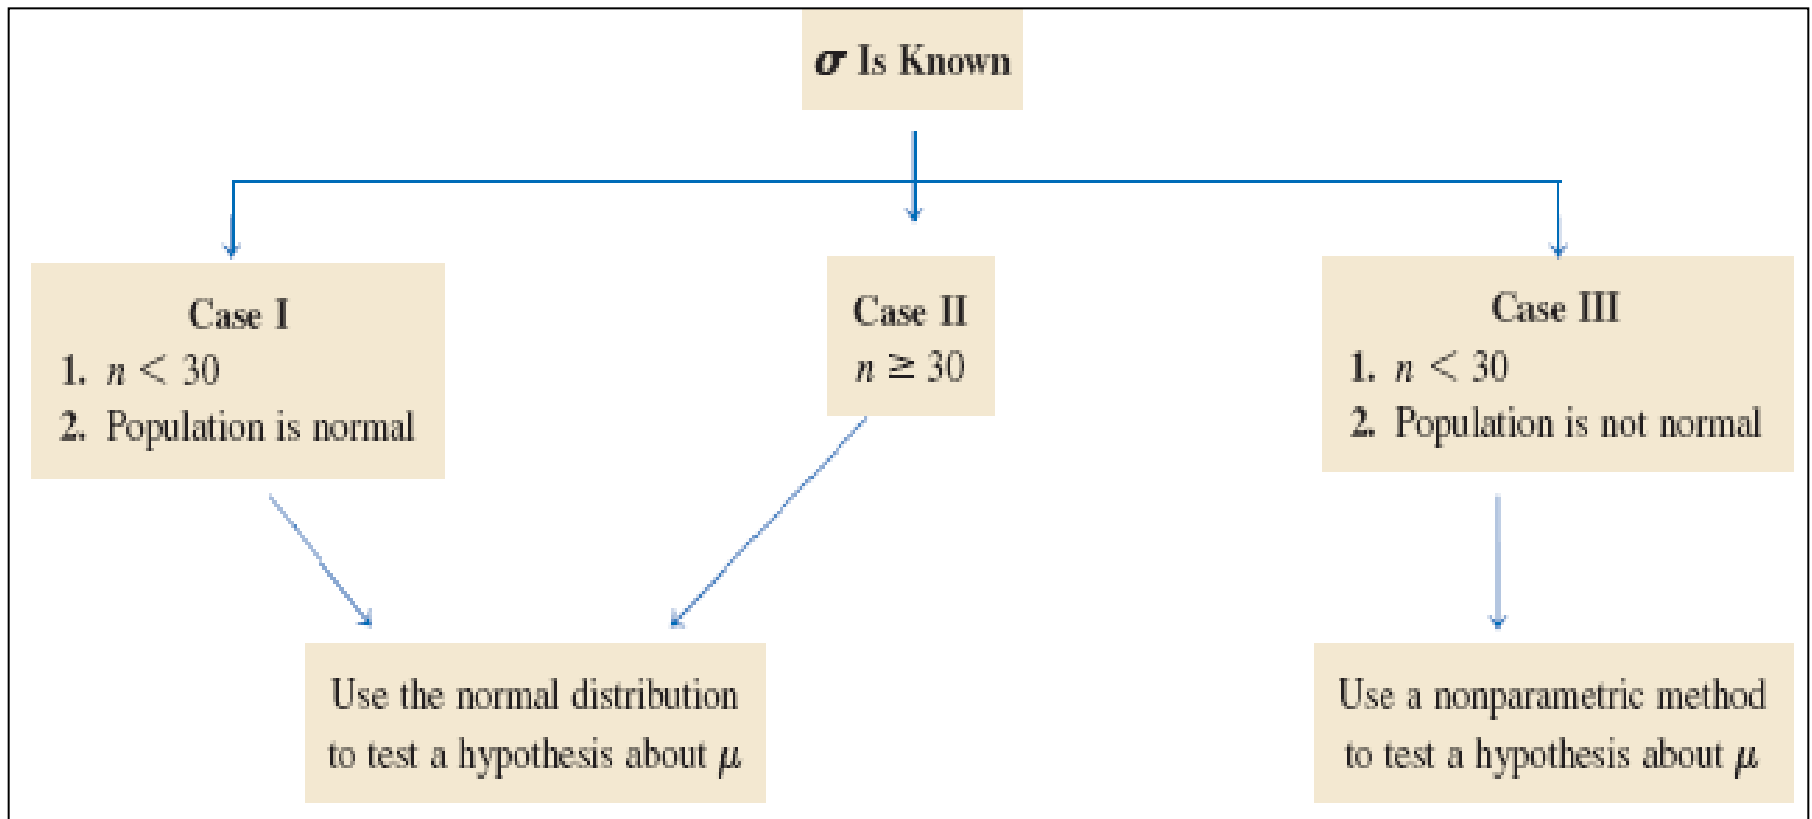 σ Is Known
Case I
1. n < 30
2. Population is normal
Case II
n ≥ 30
Case III
1. n < 30
2. Population is not normal
Use the normal distribution
to test a hypothesis about μ
Use a nonparametric method
to test a hypothesis about μ